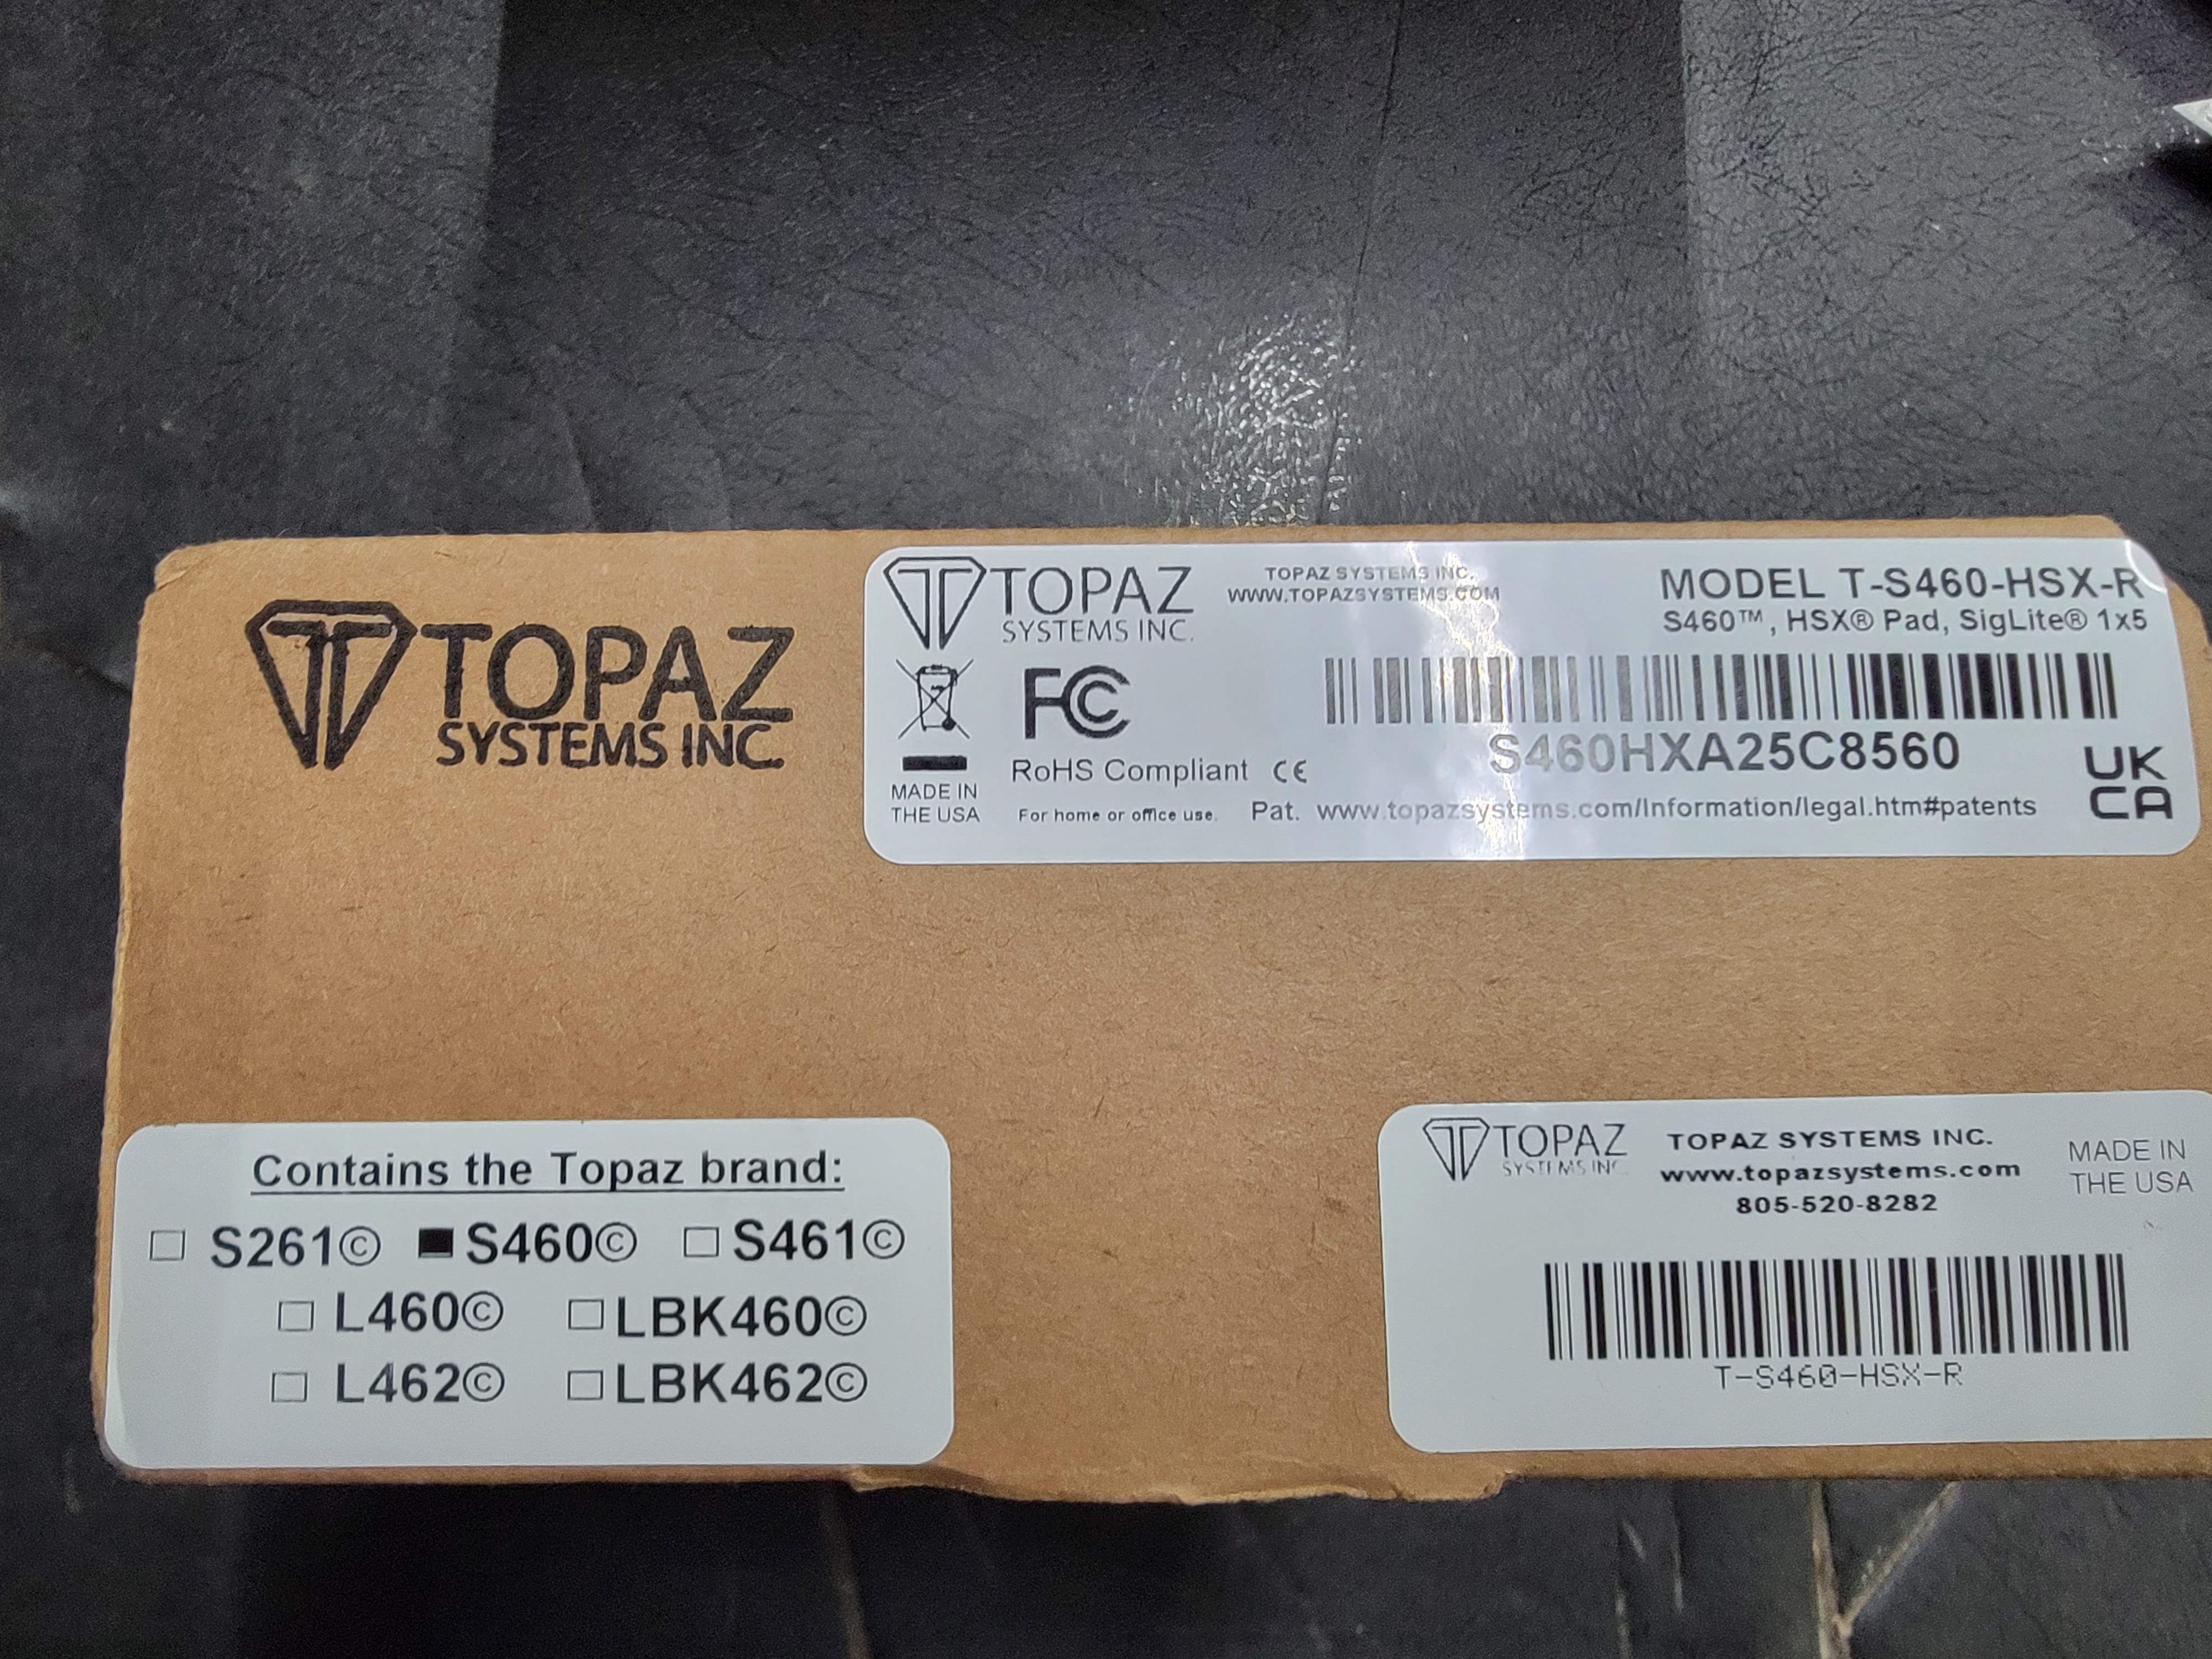 TOPAZ
SYSTEMS INC.
TOPAZ
SYSTEMS INC.
TOPAZ SYSTEMS INC.
WWW.TOPAZSYSTEMS.COM
MODEL T-S460-HSX-R
S460™, HSX® Pad, SigLite® 1x5
FC
S460HXA25C8560
RoHS Compliant CE
UK
CA
MADE IN
THE USA
For home or office use. Pat. www.topazsystems.com/Information/legal.htm#patents
Contains the Topaz brand:
S261© S460© S461©
L460© LBK460©
L462© LBK462©
TOPAZ
SYSTEMS INC.
TOPAZ SYSTEMS INC.
www.topazsystems.com
805-520-8282
MADE IN
THE USA
T-S460-HSX-R